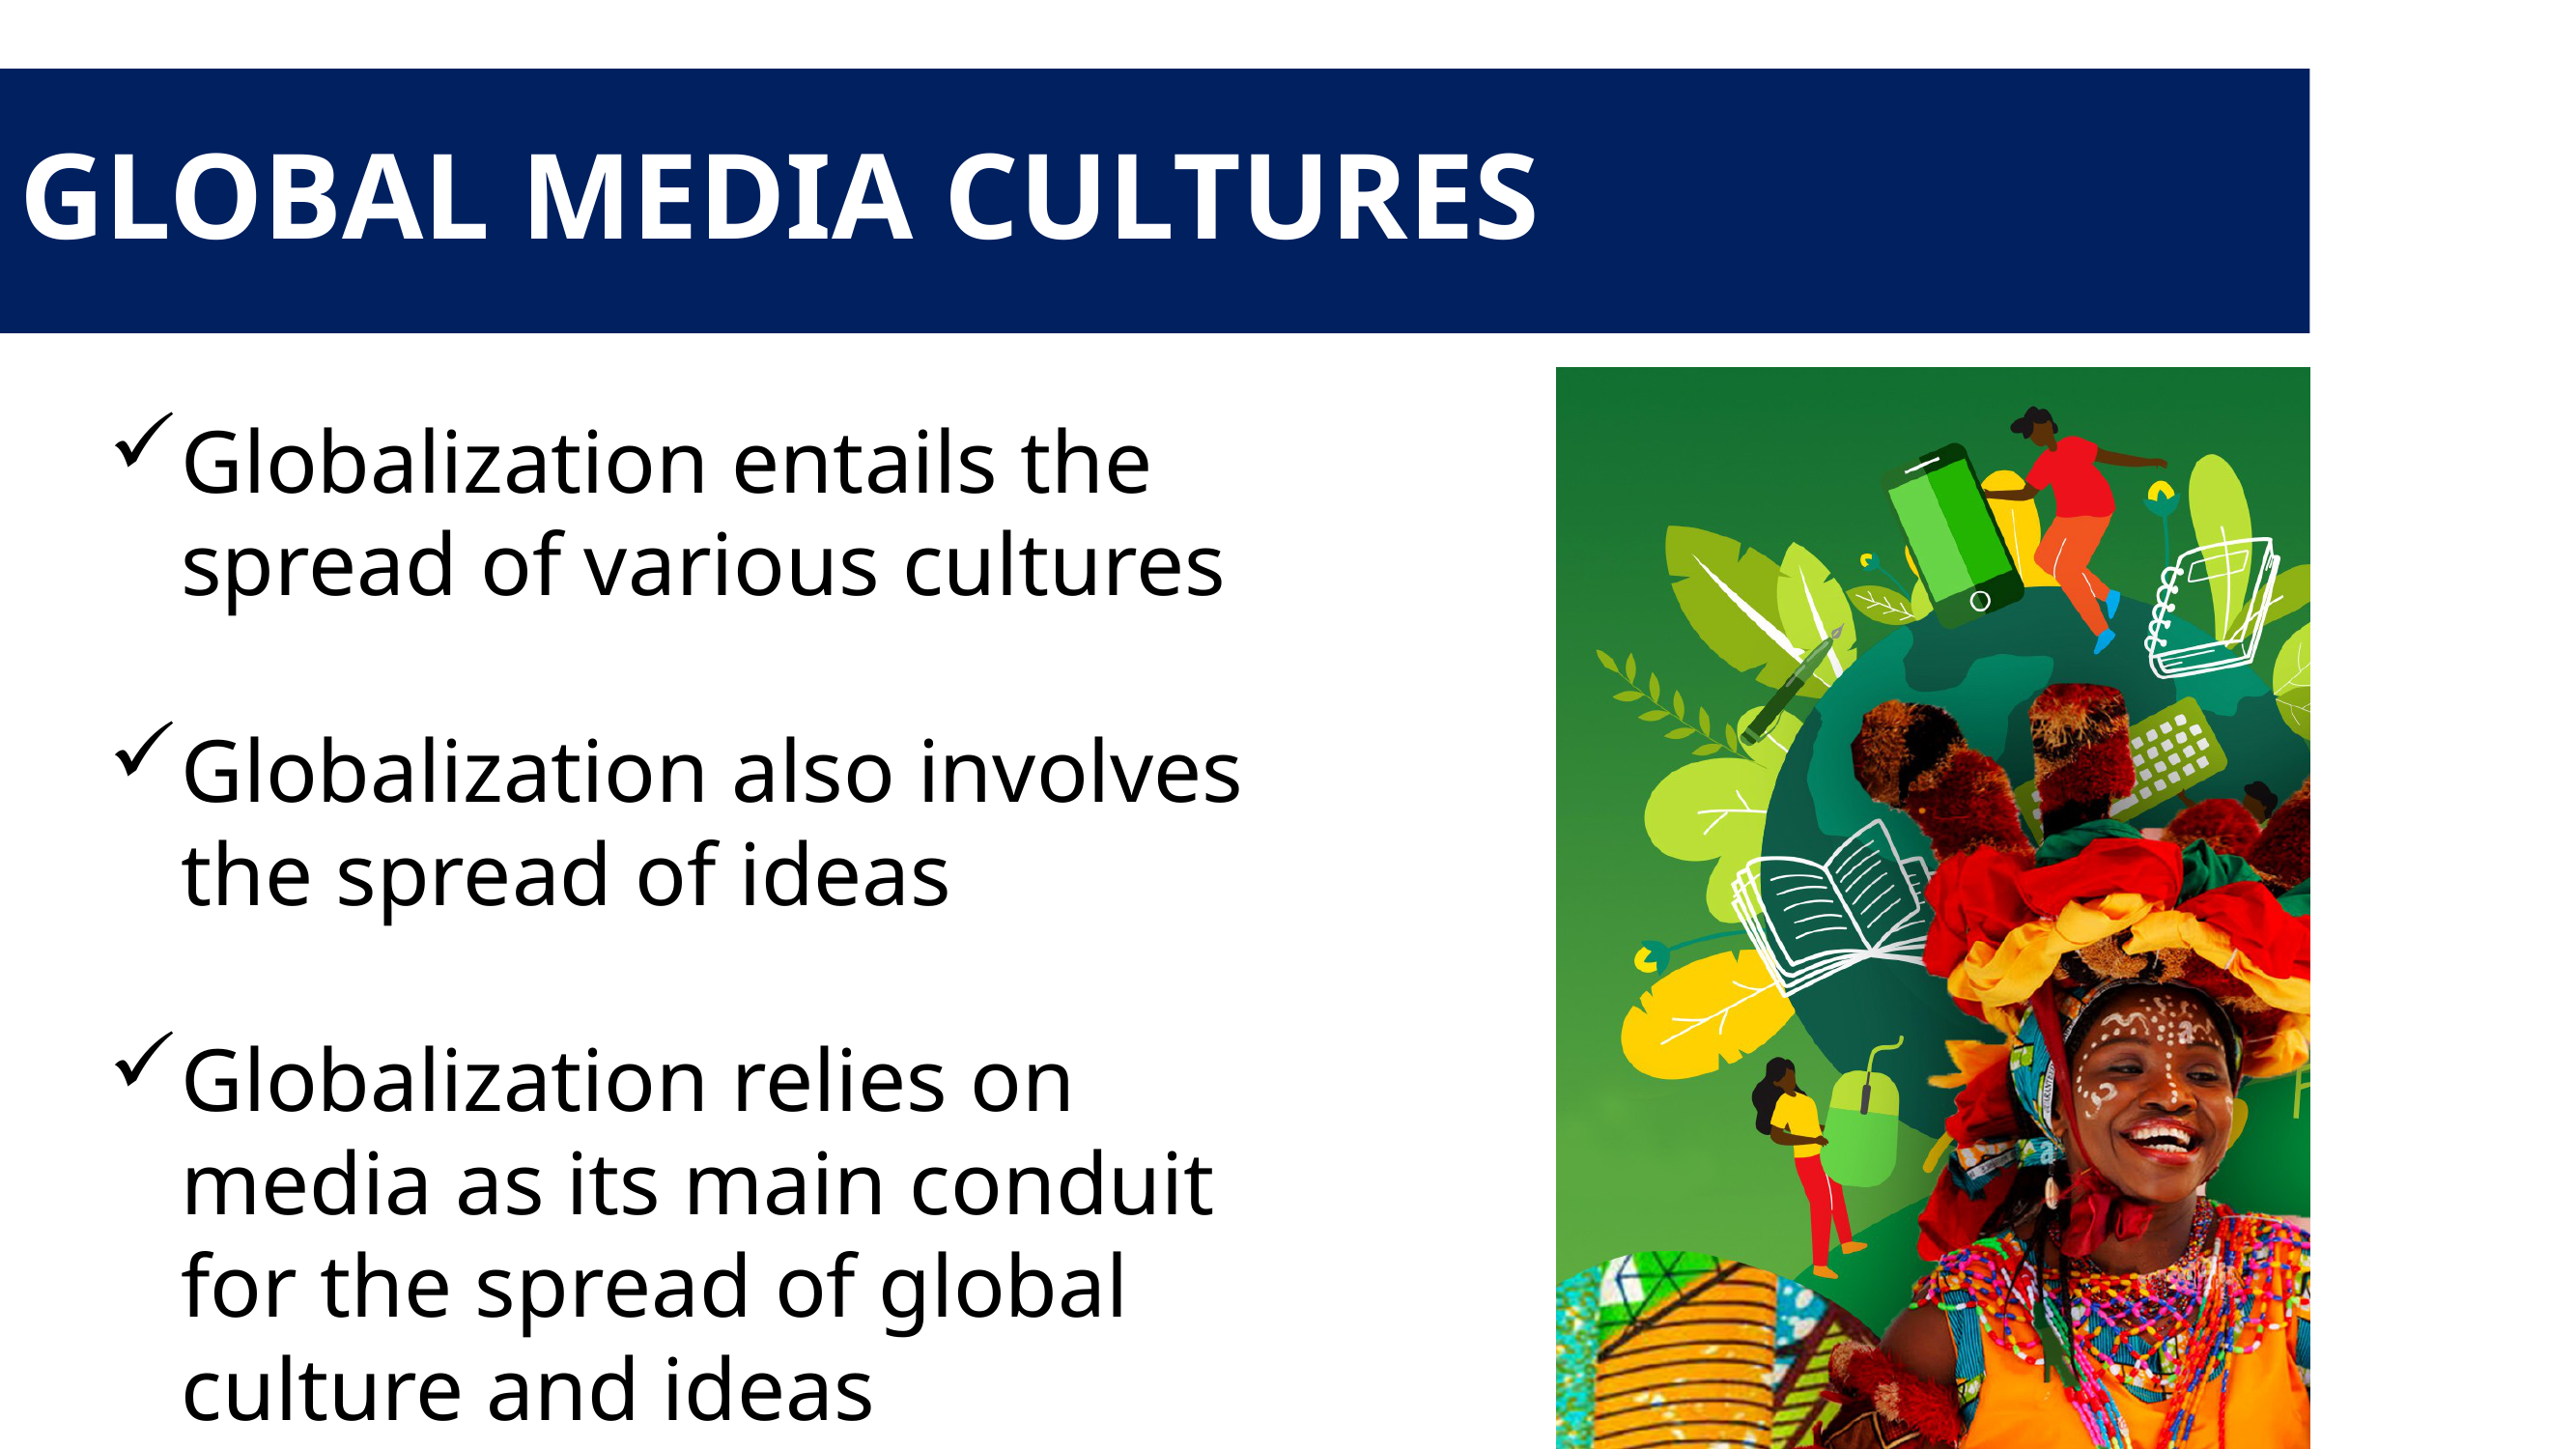 GLOBAL MEDIA CULTURES
✓Globalization entails the
spread of various cultures
✓Globalization also involves
the spread of ideas
✓Globalization relies on
media as its main conduit
for the spread of global
culture and ideas